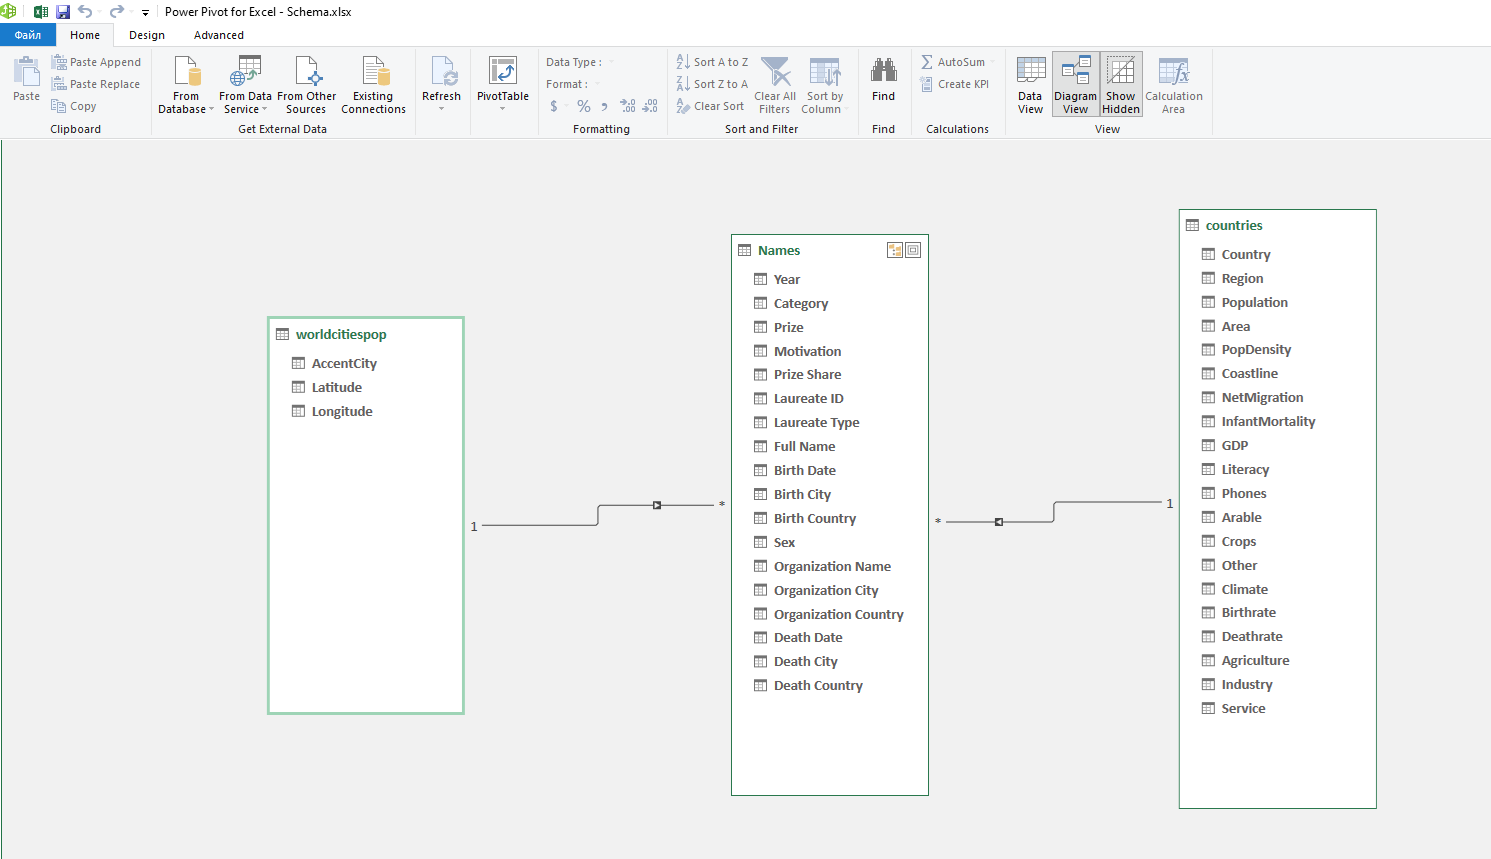 Power Pivot for Excel - Schema.xlsx
Файл Home Design Advanced
Paste
Paste Append
Paste Replace
Copy
Clipboard
From Database
From Data Service
From Other Sources
Existing Connections
Get External Data
Refresh
PivotTable
Data Type :
Format :
$ % , .00 .00
Formatting
Sort A to Z
Sort Z to A
Clear Sort
Clear All Filters
Sort by Column
Sort and Filter
Find
Find
AutoSum
Create KPI
Calculations
Data View
Diagram View
Show Hidden
Calculation Area
View
worldcitiespop
AccentCity
Latitude
Longitude
1
*
Names
Year
Category
Prize
Motivation
Prize Share
Laureate ID
Laureate Type
Full Name
Birth Date
Birth City
Birth Country
Sex
Organization Name
Organization City
Organization Country
Death Date
Death City
Death Country
*
1
countries
Country
Region
Population
Area
PopDensity
Coastline
NetMigration
InfantMortality
GDP
Literacy
Phones
Arable
Crops
Other
Climate
Birthrate
Deathrate
Agriculture
Industry
Service